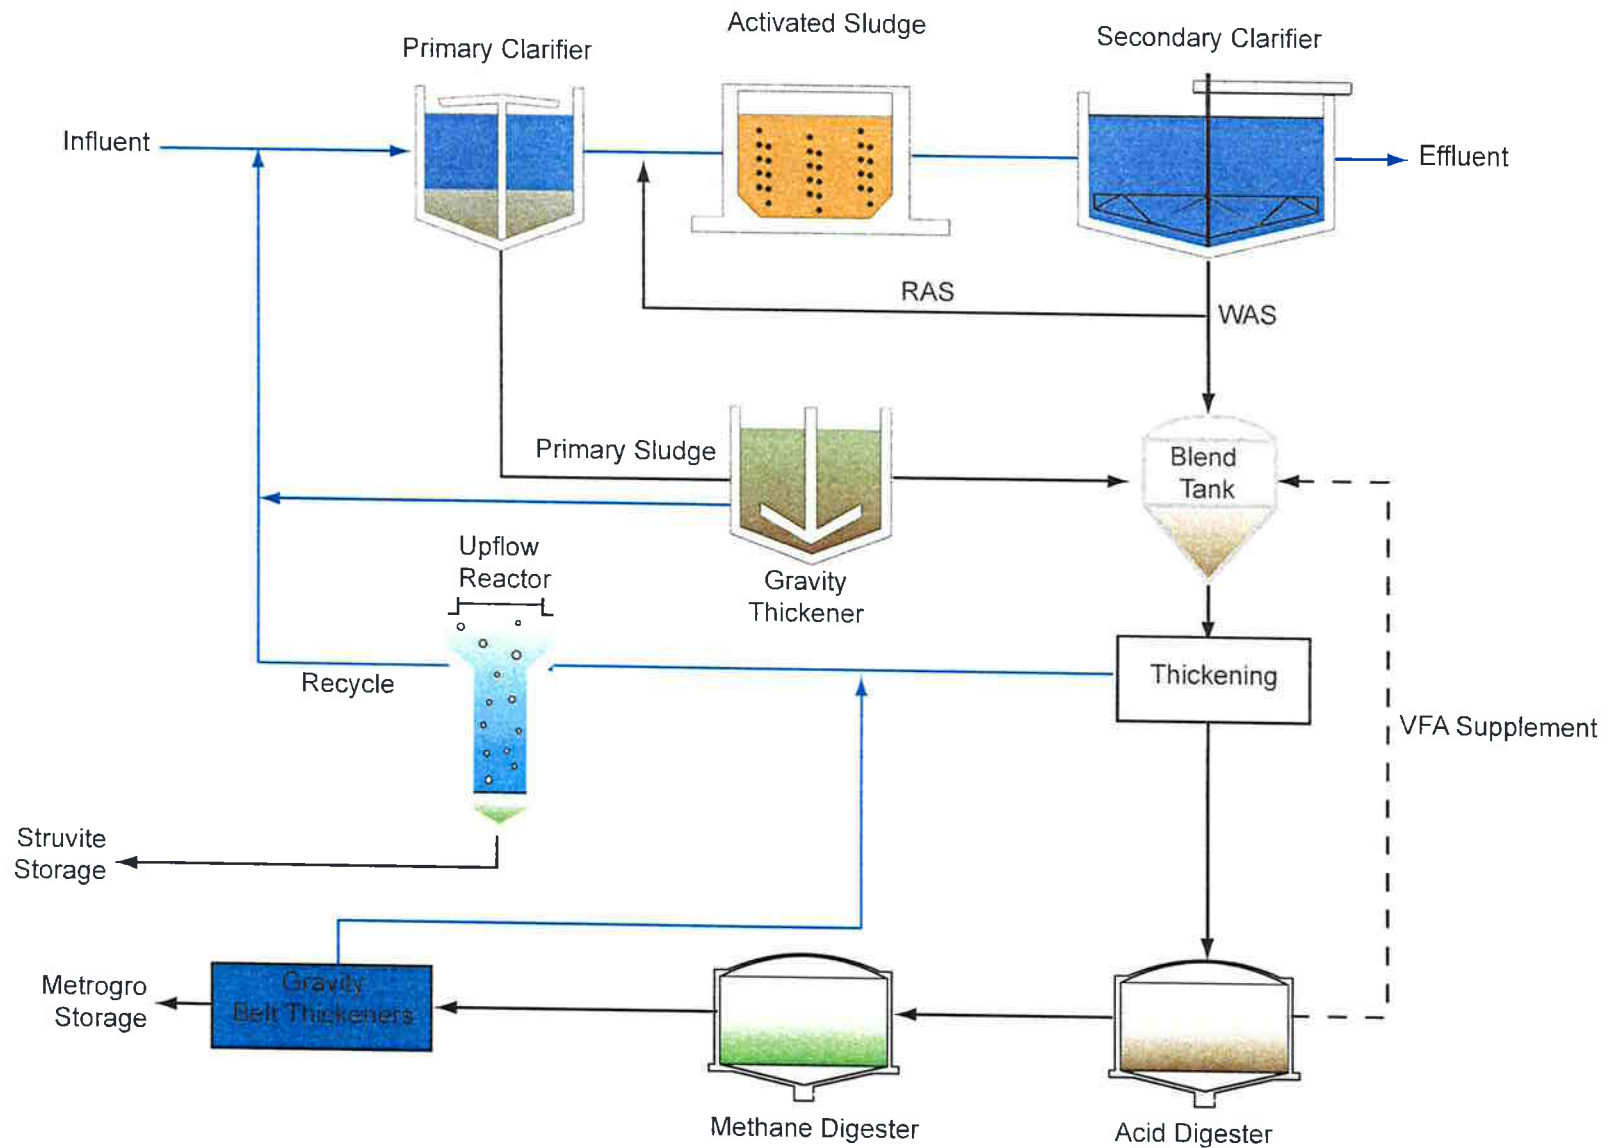 Activated Sludge
Primary Clarifier
Secondary Clarifier
Influent
Effluent
RAS
WAS
Primary Sludge
Blend
Tank
Upflow
Reactor
Gravity
Thickener
Recycle
Thickening
VFA Supplement
Struvite
Storage
Metrogro
Storage
Gravity
Belt Thickeners
Methane Digester
Acid Digester